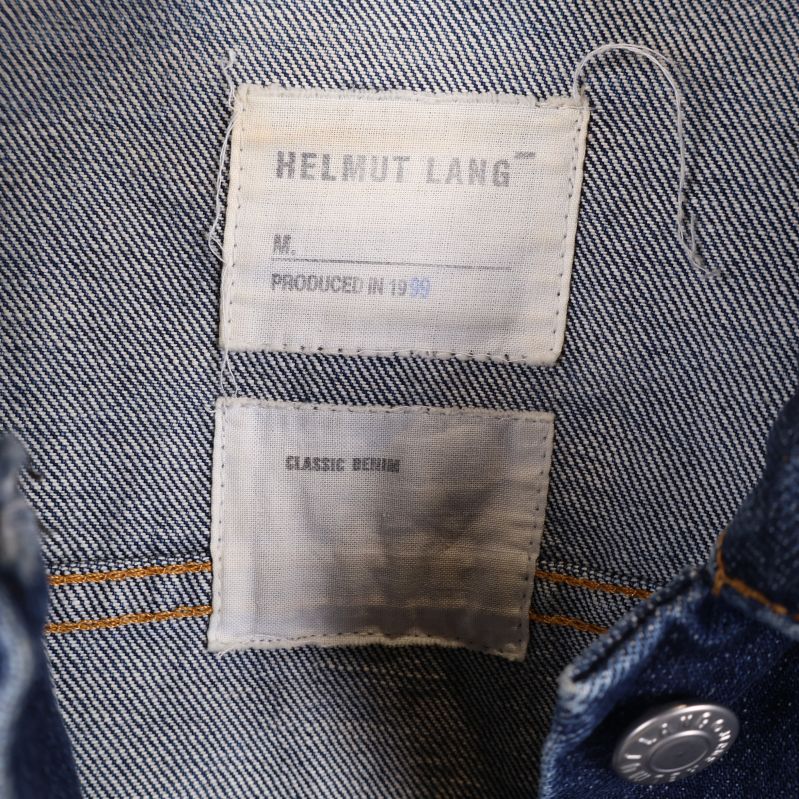 HELMUT LANG
M.
PRODUCED IN 1999
CLASSIC DENIM